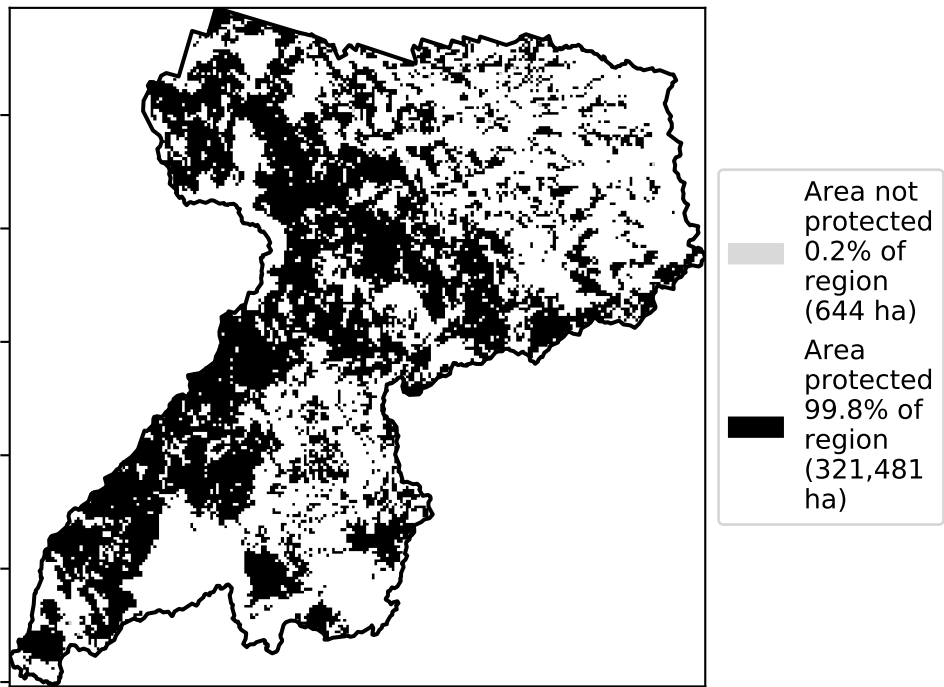 Area not
protected
0.2% of
region
(644 ha)
Area
protected
99.8% of
region
(321,481
ha)